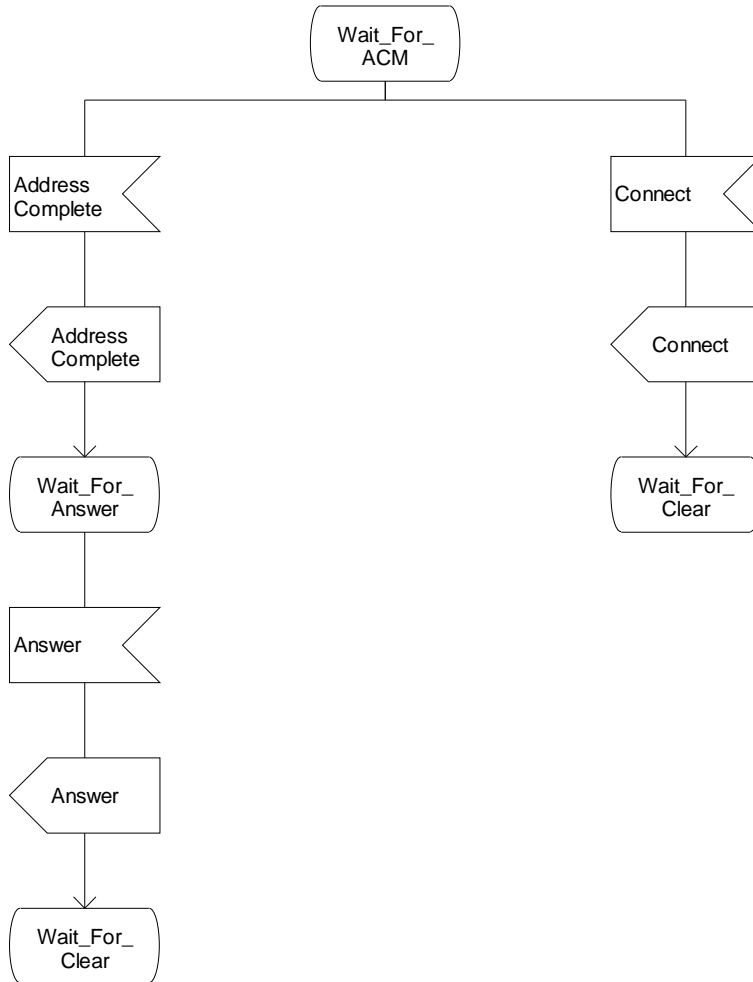 Wait_For_
ACM
Address
Complete
Connect
Address
Complete
Connect
Wait_For_
Answer
Wait_For_
Clear
Answer
Answer
Wait_For_
Clear